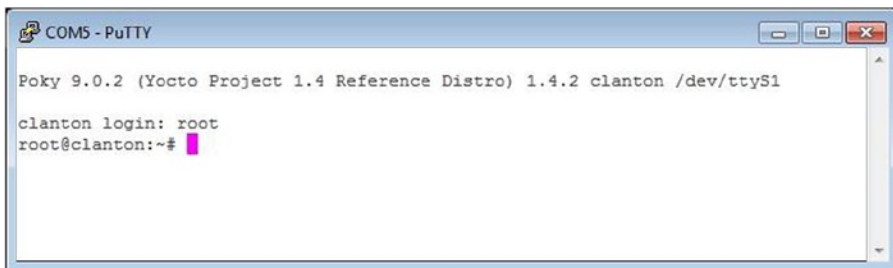 COM5 - PuTTY
Poky 9.0.2 (Yocto Project 1.4 Reference Distro) 1.4.2 clanton /dev/ttyS1
clanton login: root
root@clanton:~#